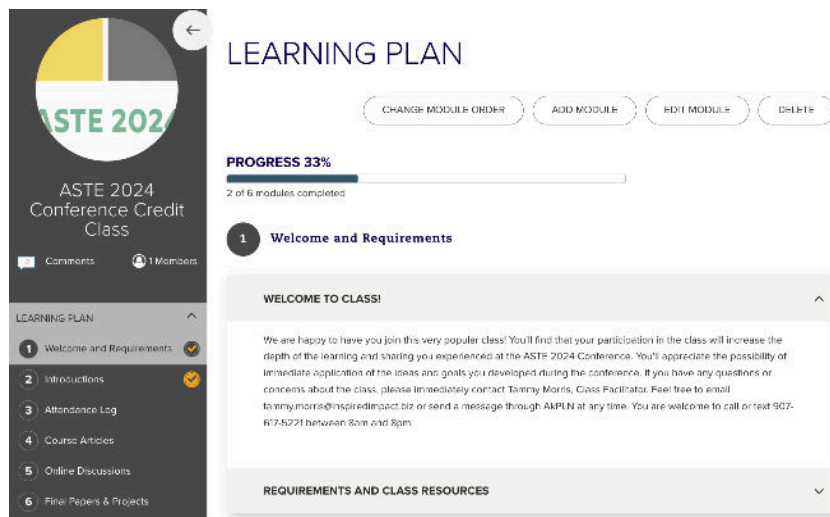 ASTE 2024
ASTE 2024
Conference Credit
Class
Comments
1 Members
LEARNING PLAN
1 Welcome and Requirements
2 Introductions
3 Attendance Log
4 Course Articles
5 Online Discussions
6 Final Papers & Projects
LEARNING PLAN
CHANGE MODULE ORDER
ADD MODULE
EDIT MODULE
DELETE
PROGRESS 33%
2 of 6 modules completed
1 Welcome and Requirements
WELCOME TO CLASS!
We are happy to have you join this very popular class! You'll find that your participation in the class will increase the
depth of the learning and sharing you experienced at the ASTE 2024 Conference. You'll appreciate the possibility of
immediate application of the ideas and goals you developed during the conference. If you have any questions or
concerns about the class, please immediately contact Tammy Morris, Class Facilitator. Feel free to email
tammy.morris@inspiredimpact.biz or send a message through AkPLN at any time. You are welcome to call or text 907-
617-5221 between 8am and 8pm.
REQUIREMENTS AND CLASS RESOURCES